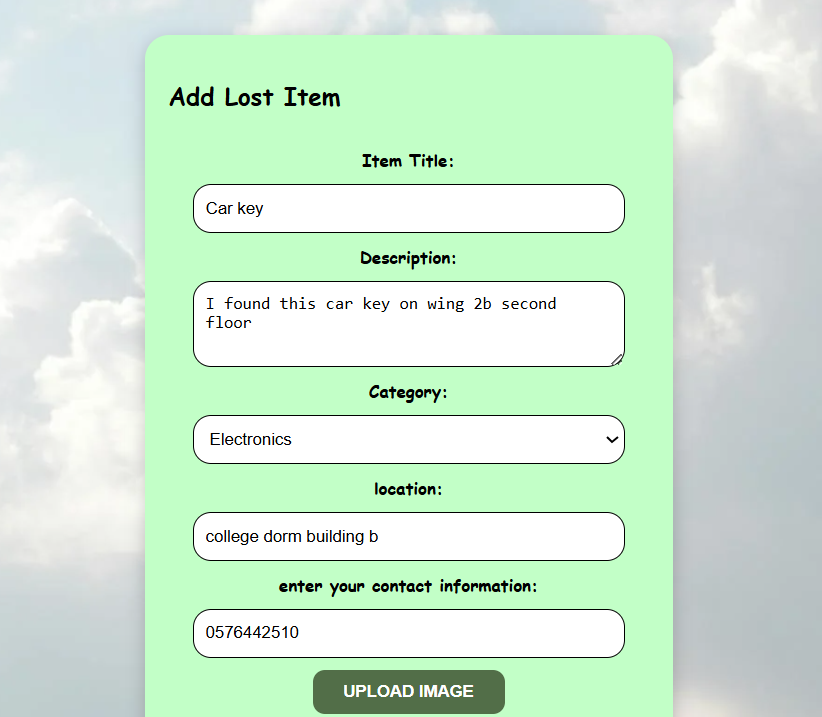 Add Lost Item
Item Title:
Car key
Description:
I found this car key on wing 2b second
floor
Category:
Electronics
location:
college dorm building b
enter your contact information:
0576442510
UPLOAD IMAGE